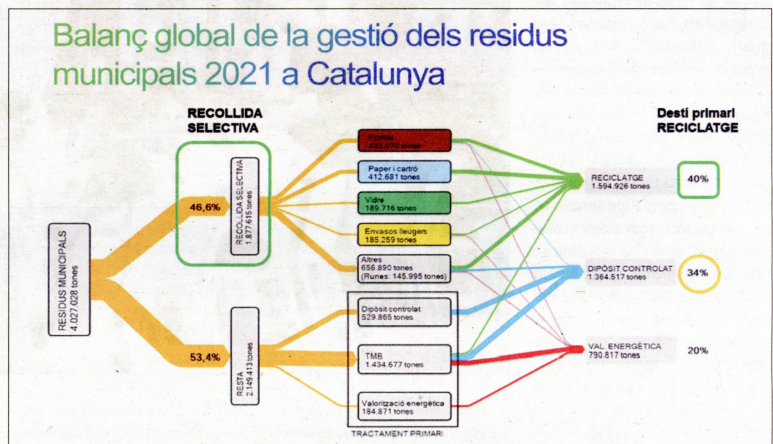 Balanç global de la gestió dels residus
municipals 2021 a Catalunya
RECOLLIDA
SELECTIVA
Destí primari
RECICLATGE
RESIDUS MUNICIPALS
4.027.028 tones
46,6%
RECOLLIDA SELECTIVA
1.877.615 tones
53,4%
RESTA
2.149.413 tones
FORM
tones
Paper i cartró
412.681 tones
Vidre
189.716 tones
Envasos lleugers
185.259 tones
Altres
656.890 tones
(Runes: 145.995 tones)
Dipòsit controlat
529.865 tones
TMB
1.434.677 tones
Valorització energètica
184.871 tones
TRACTAMENT PRIMARI
RECICLATGE
1.594.926 tones
40%
DIPÒSIT CONTROLAT
1.364.517 tones
34%
VAL. ENERGÈTICA
790.817 tones
20%